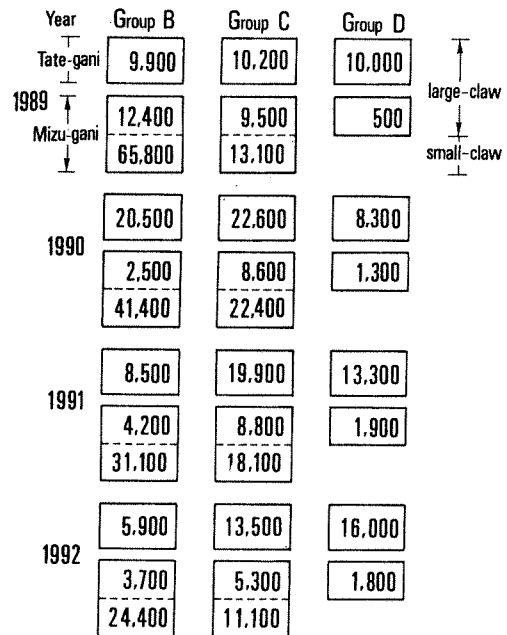 Year Group B Group C Group D
Tate-gani 9,900 10,200 10,000
large-claw
1989 12,400 9,500 500
Mizu-gani
65,800 13,100 small-claw
20,500 22,600 8,300
1990
2,500 8,600 1,300
41,400 22,400
8,500 19,900 13,300
1991
4,200 8,800 1,900
31,100 18,100
5,900 13,500 16,000
1992
3,700 5,300 1,800
24,400 11,100